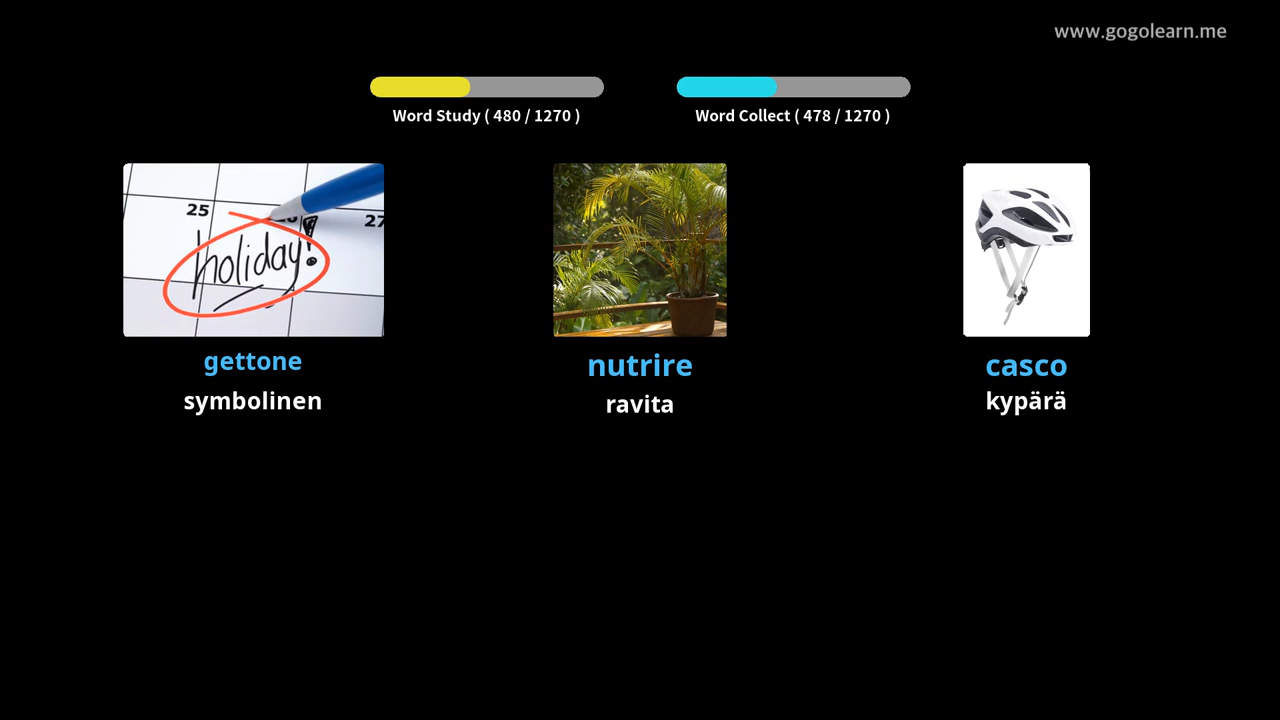 www.gogolearn.me
Word Study ( 480 / 1270 )
Word Collect ( 478 / 1270 )
25
27
holiday!
gettone
nutrire
casco
symbolinen
ravita
kypärä